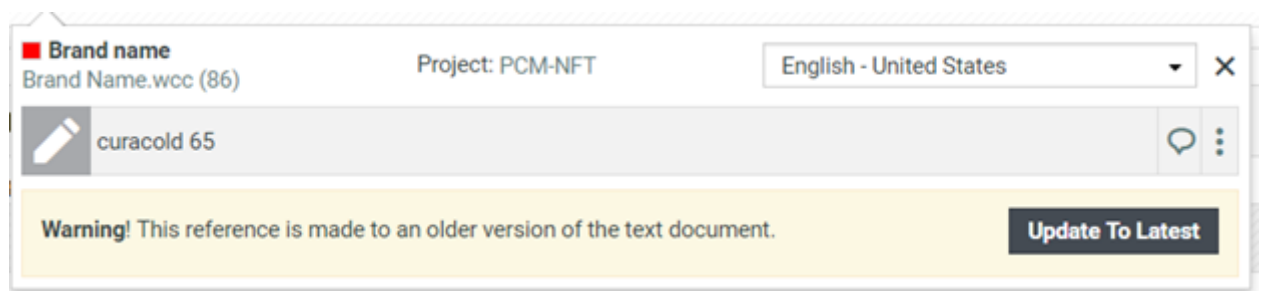 Brand name
Brand Name.wcc (86)
Project: PCM-NFT
English - United States
curacold 65
Warning! This reference is made to an older version of the text document.
Update To Latest